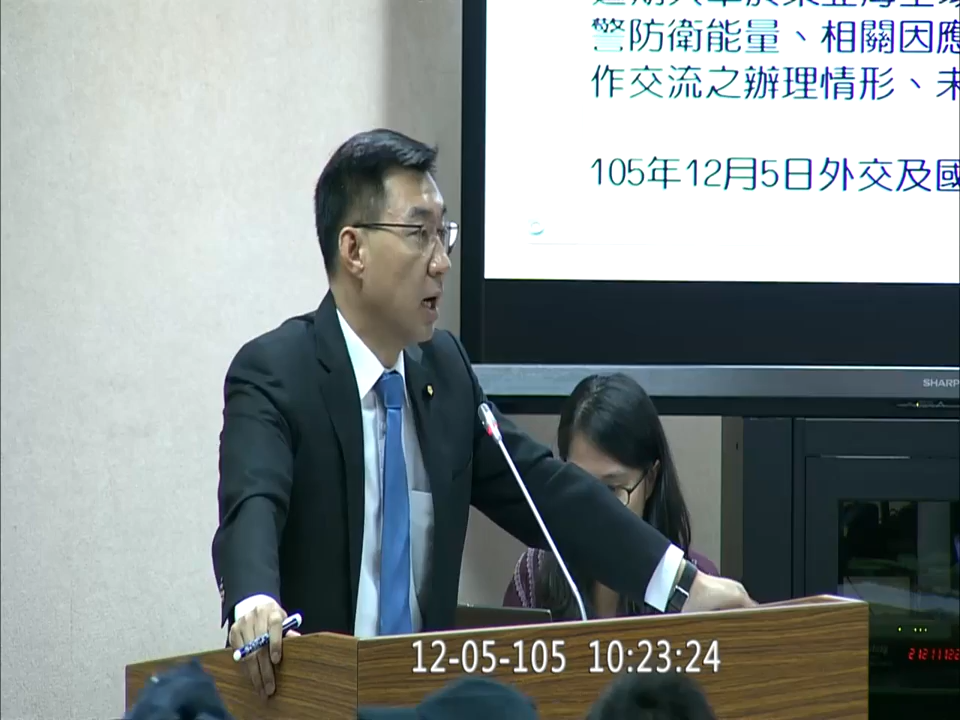 警防衛能量、相關因應
作交流之辦理情形、未
105年12月5日外交及國
SHARP
12-05-105 10:23:24